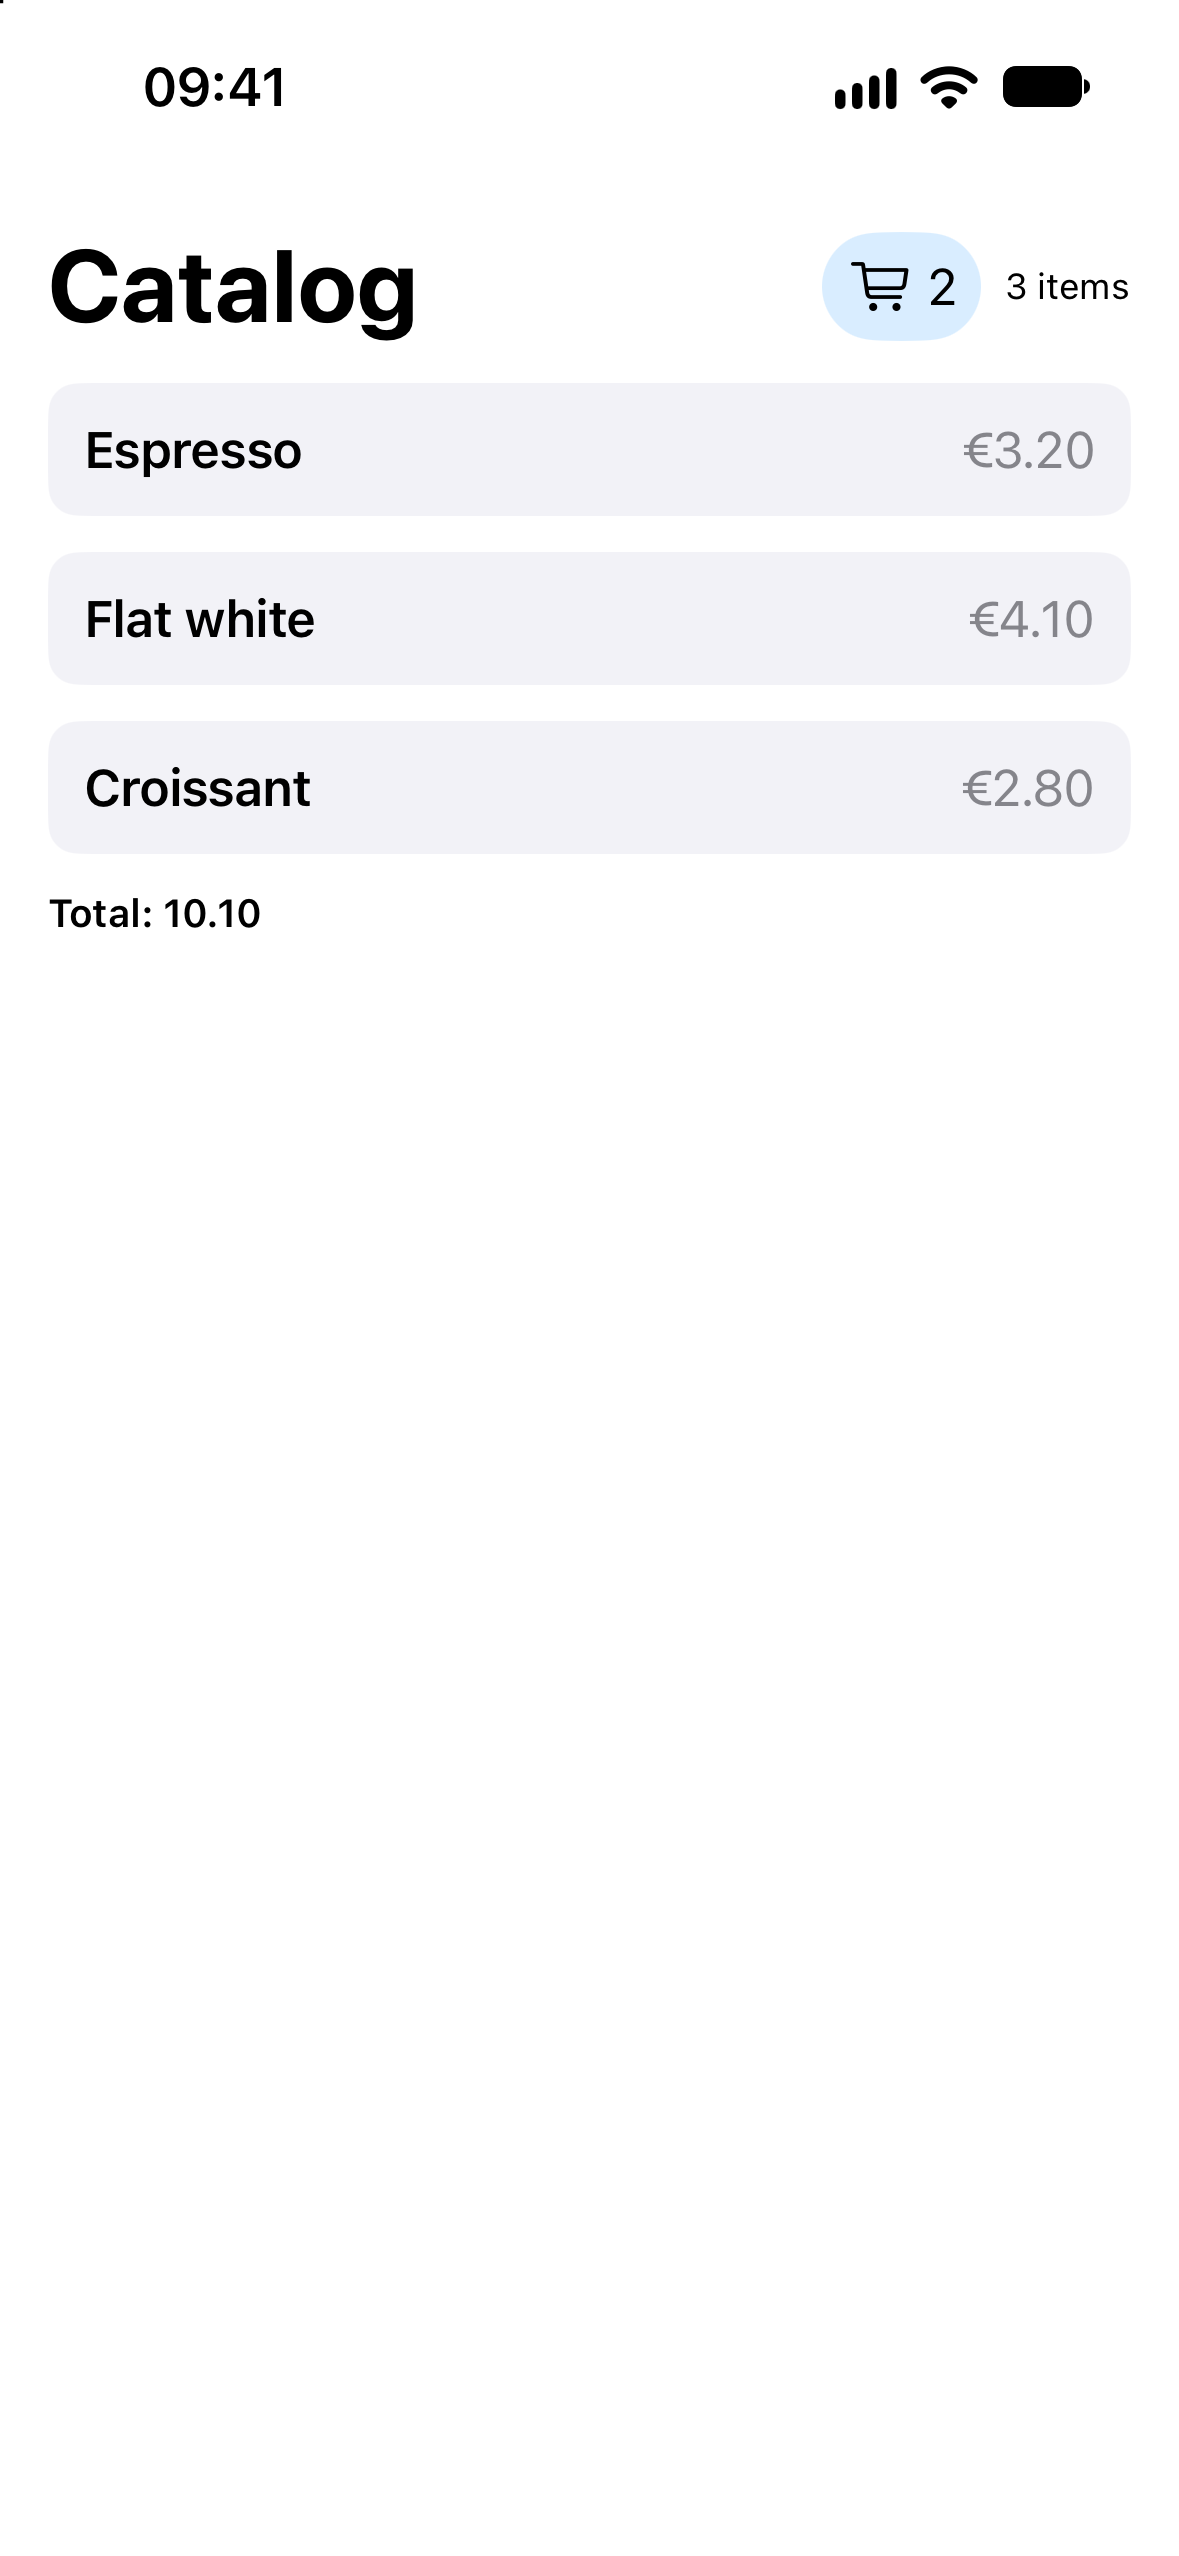 09:41
Catalog 2 3 items
Espresso €3.20
Flat white €4.10
Croissant €2.80
Total: 10.10